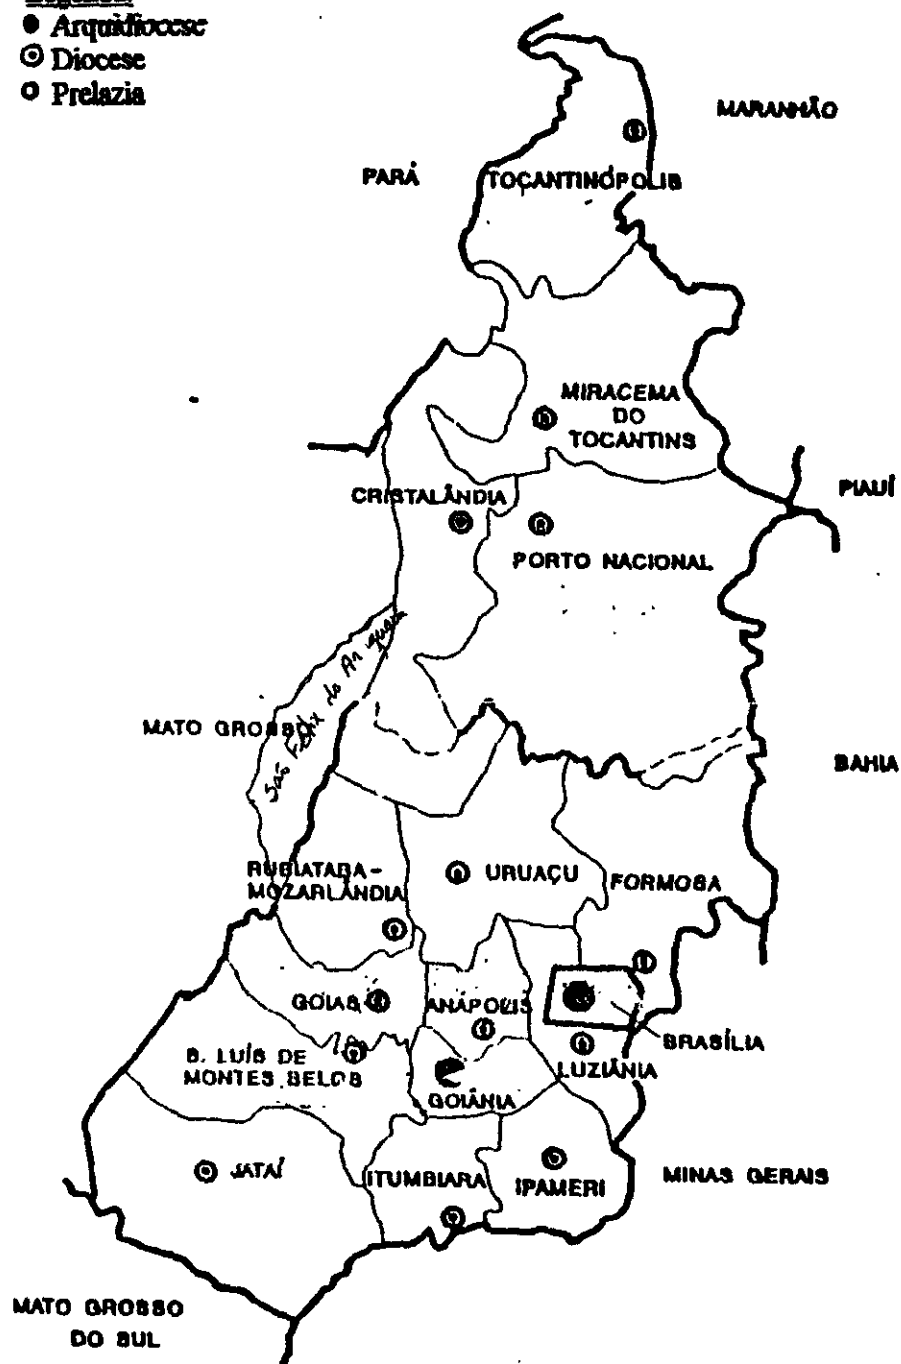 Arquidiocese
Diocese
Prelazia
MARANHÃO
PARÁ
TOCANTINÓPOLIS
MIRACEMA
DO
TOCANTINS
CRISTALÂNDIA
PIAUÍ
PORTO NACIONAL
São Félix do Araguaia
MATO GROSSO
BAHIA
RUBIATABA-
MOZARLÂNDIA
URUAÇU
FORMOSA
GOIAS
ANÁPOLIS
BRASÍLIA
S. LUÍS DE
MONTES BELOS
LUZIÂNIA
GOIÂNIA
JATAÍ
ITUMBIARA
IPAMERI
MINAS GERAIS
MATO GROSSO
DO SUL